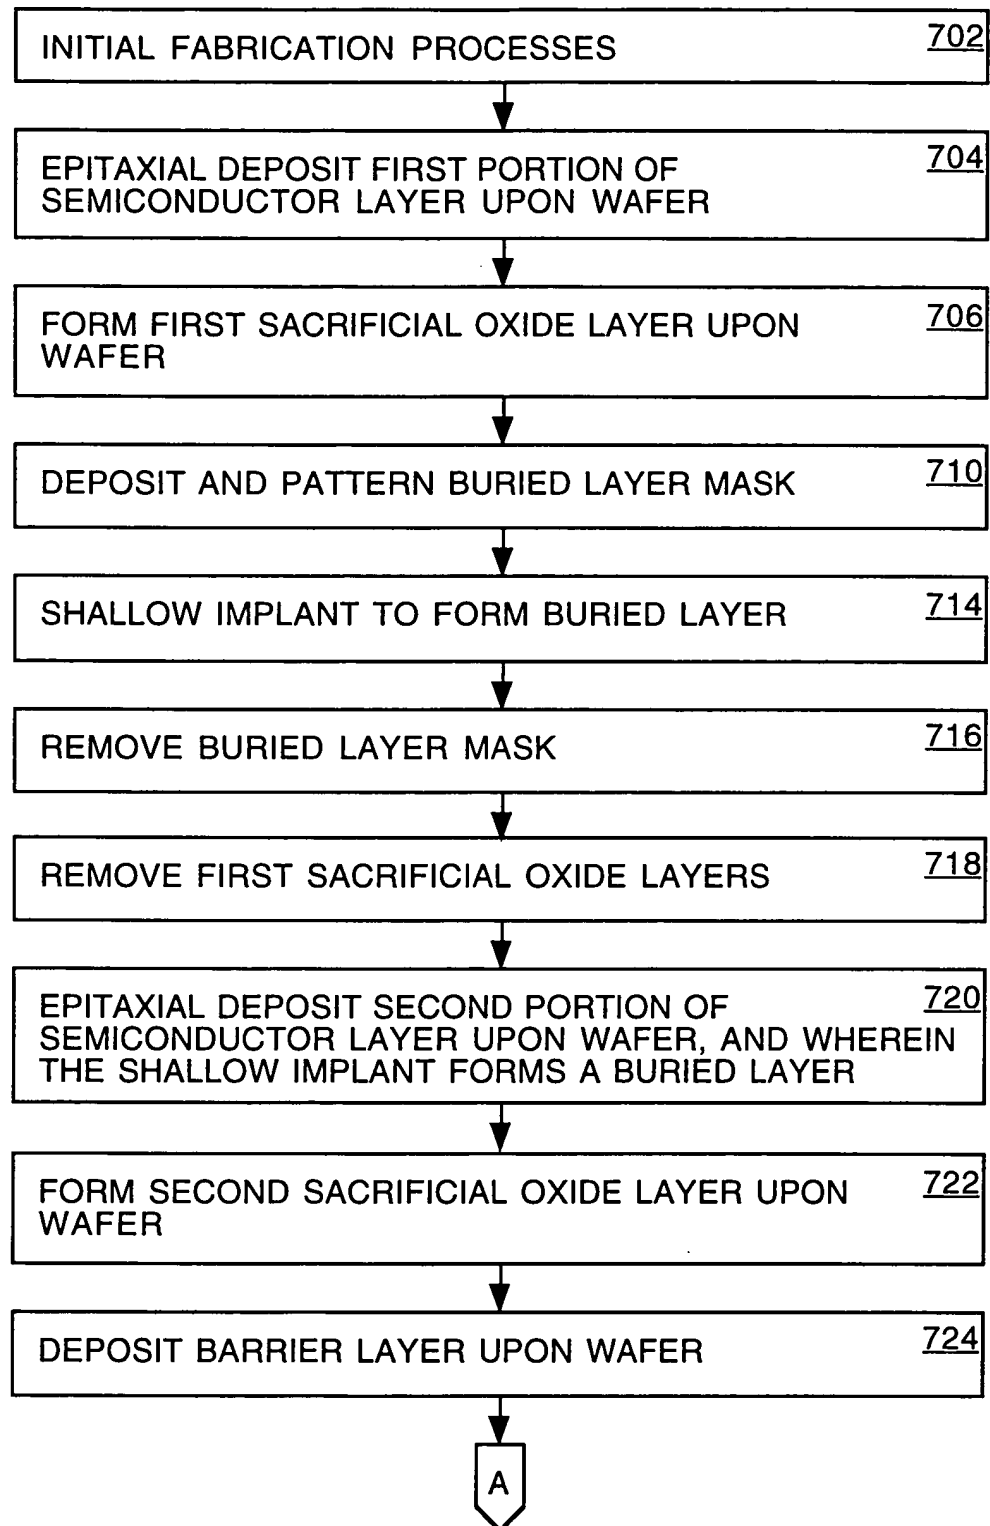 INITIAL FABRICATION PROCESSES 702
EPITAXIAL DEPOSIT FIRST PORTION OF 704
SEMICONDUCTOR LAYER UPON WAFER
FORM FIRST SACRIFICIAL OXIDE LAYER UPON 706
WAFER
DEPOSIT AND PATTERN BURIED LAYER MASK 710
SHALLOW IMPLANT TO FORM BURIED LAYER 714
REMOVE BURIED LAYER MASK 716
REMOVE FIRST SACRIFICIAL OXIDE LAYERS 718
EPITAXIAL DEPOSIT SECOND PORTION OF 720
SEMICONDUCTOR LAYER UPON WAFER, AND WHEREIN
THE SHALLOW IMPLANT FORMS A BURIED LAYER
FORM SECOND SACRIFICIAL OXIDE LAYER UPON 722
WAFER
DEPOSIT BARRIER LAYER UPON WAFER 724
A